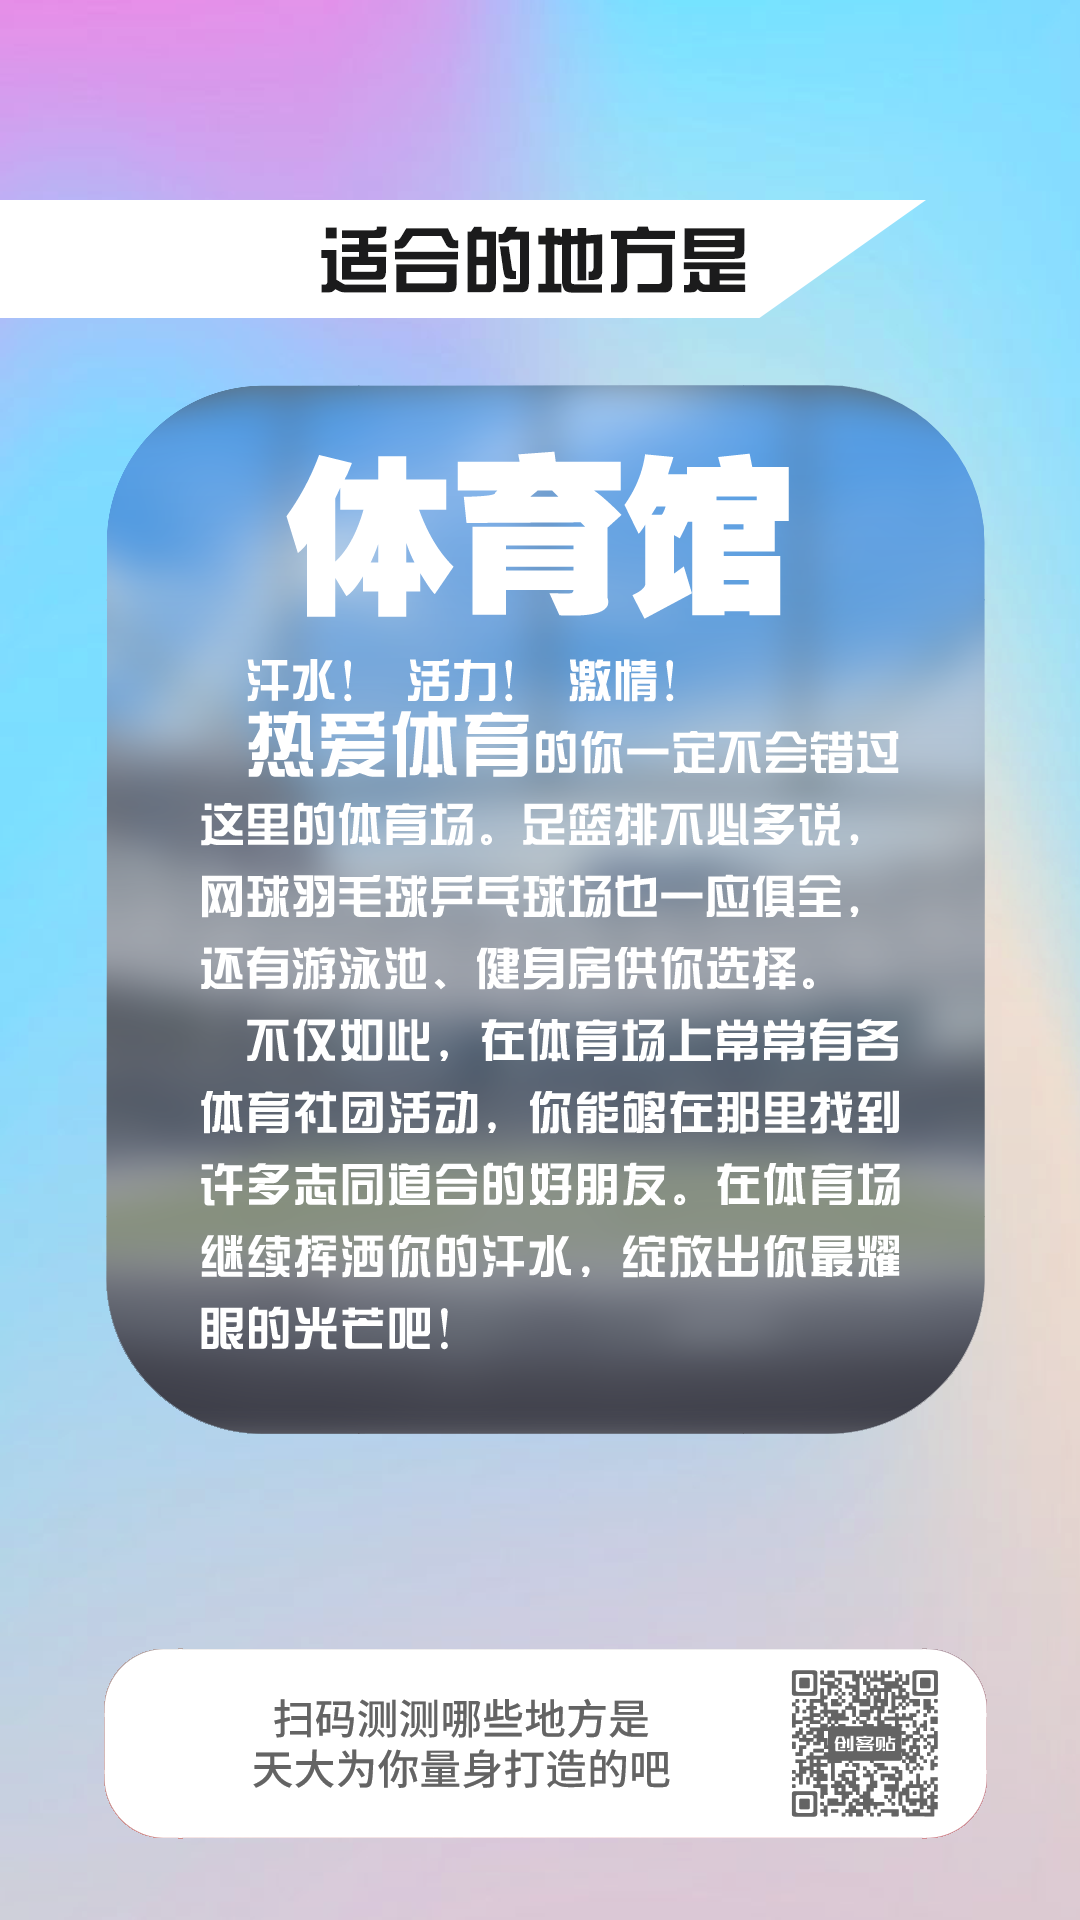 适合的地方是
体育馆
汗水！ 活力！ 激情！
热爱体育的你一定不会错过
这里的体育场。足篮排不必多说，
网球羽毛球乒乓球场也一应俱全，
还有游泳池、健身房供你选择。
不仅如此，在体育场上常常有各
体育社团活动，你能够在那里找到
许多志同道合的好朋友。在体育场
继续挥洒你的汗水，绽放出你最耀
眼的光芒吧！
扫码测测哪些地方是
天大为你量身打造的吧
创客贴